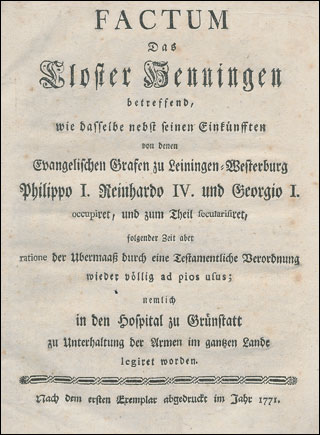 FACTUM
Das
Closter Henningen
betreffend,
wie dasselbe nebst seinen Einkünfften
von denen
Evangelischen Grafen zu Leiningen-Westerburg
Philippo I. Reinhardo IV. und Georgio I.
occupiret, und zum Theil secularisiret,
folgender Zeit aber
ratione der Ubermaaß durch eine Testamentliche Verordnung
wieder völlig ad pios usus;
nemlich
in den Hospital zu Grünstatt
zu Unterhaltung der Armen im gantzen Lande
legiret worden.
Nach dem ersten Exemplar abgedruckt im Jahr 1771.